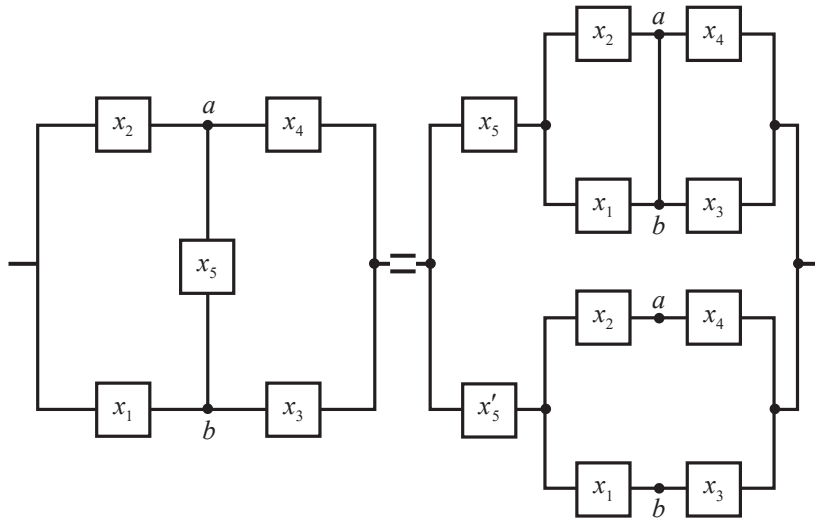 x₂ a x₄
x₅
x₁ b x₃
=
x₅ x₂ a x₄
x₁ b x₃
x′₅ x₂ a x₄
x₁ b x₃